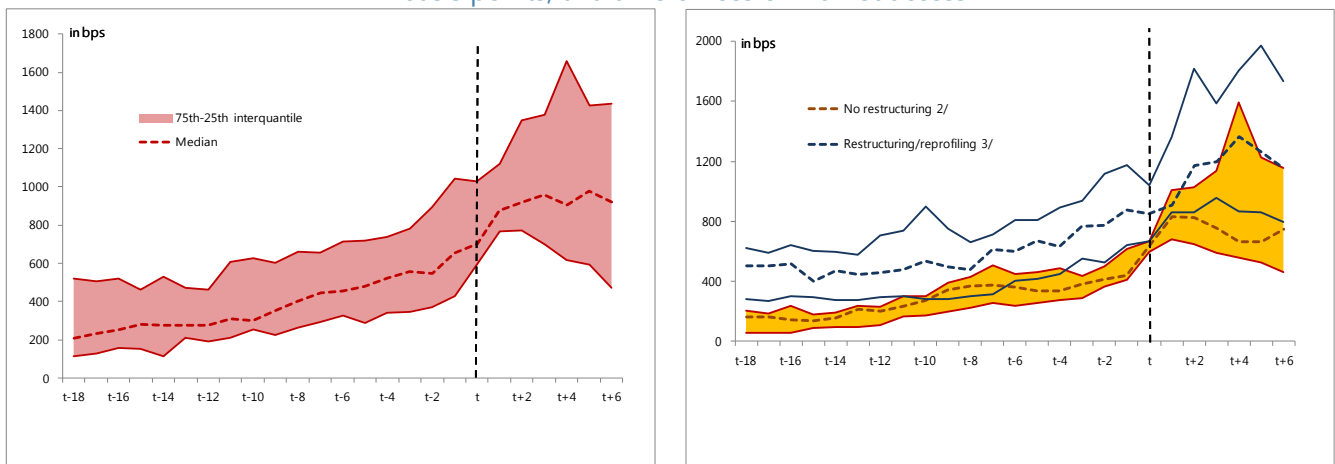 in bps
1800
1600
1400
1200
1000
800
600
400
200
0
75th-25th interquantile
Median
t-18 t-16 t-14 t-12 t-10 t-8 t-6 t-4 t-2 t t+2 t+4 t+6
in bps
2000
1600
1200
800
400
0
No restructuring 2/
Restructuring/reprofiling 3/
t-18 t-16 t-14 t-12 t-10 t-8 t-6 t-4 t-2 t t+2 t+4 t+6